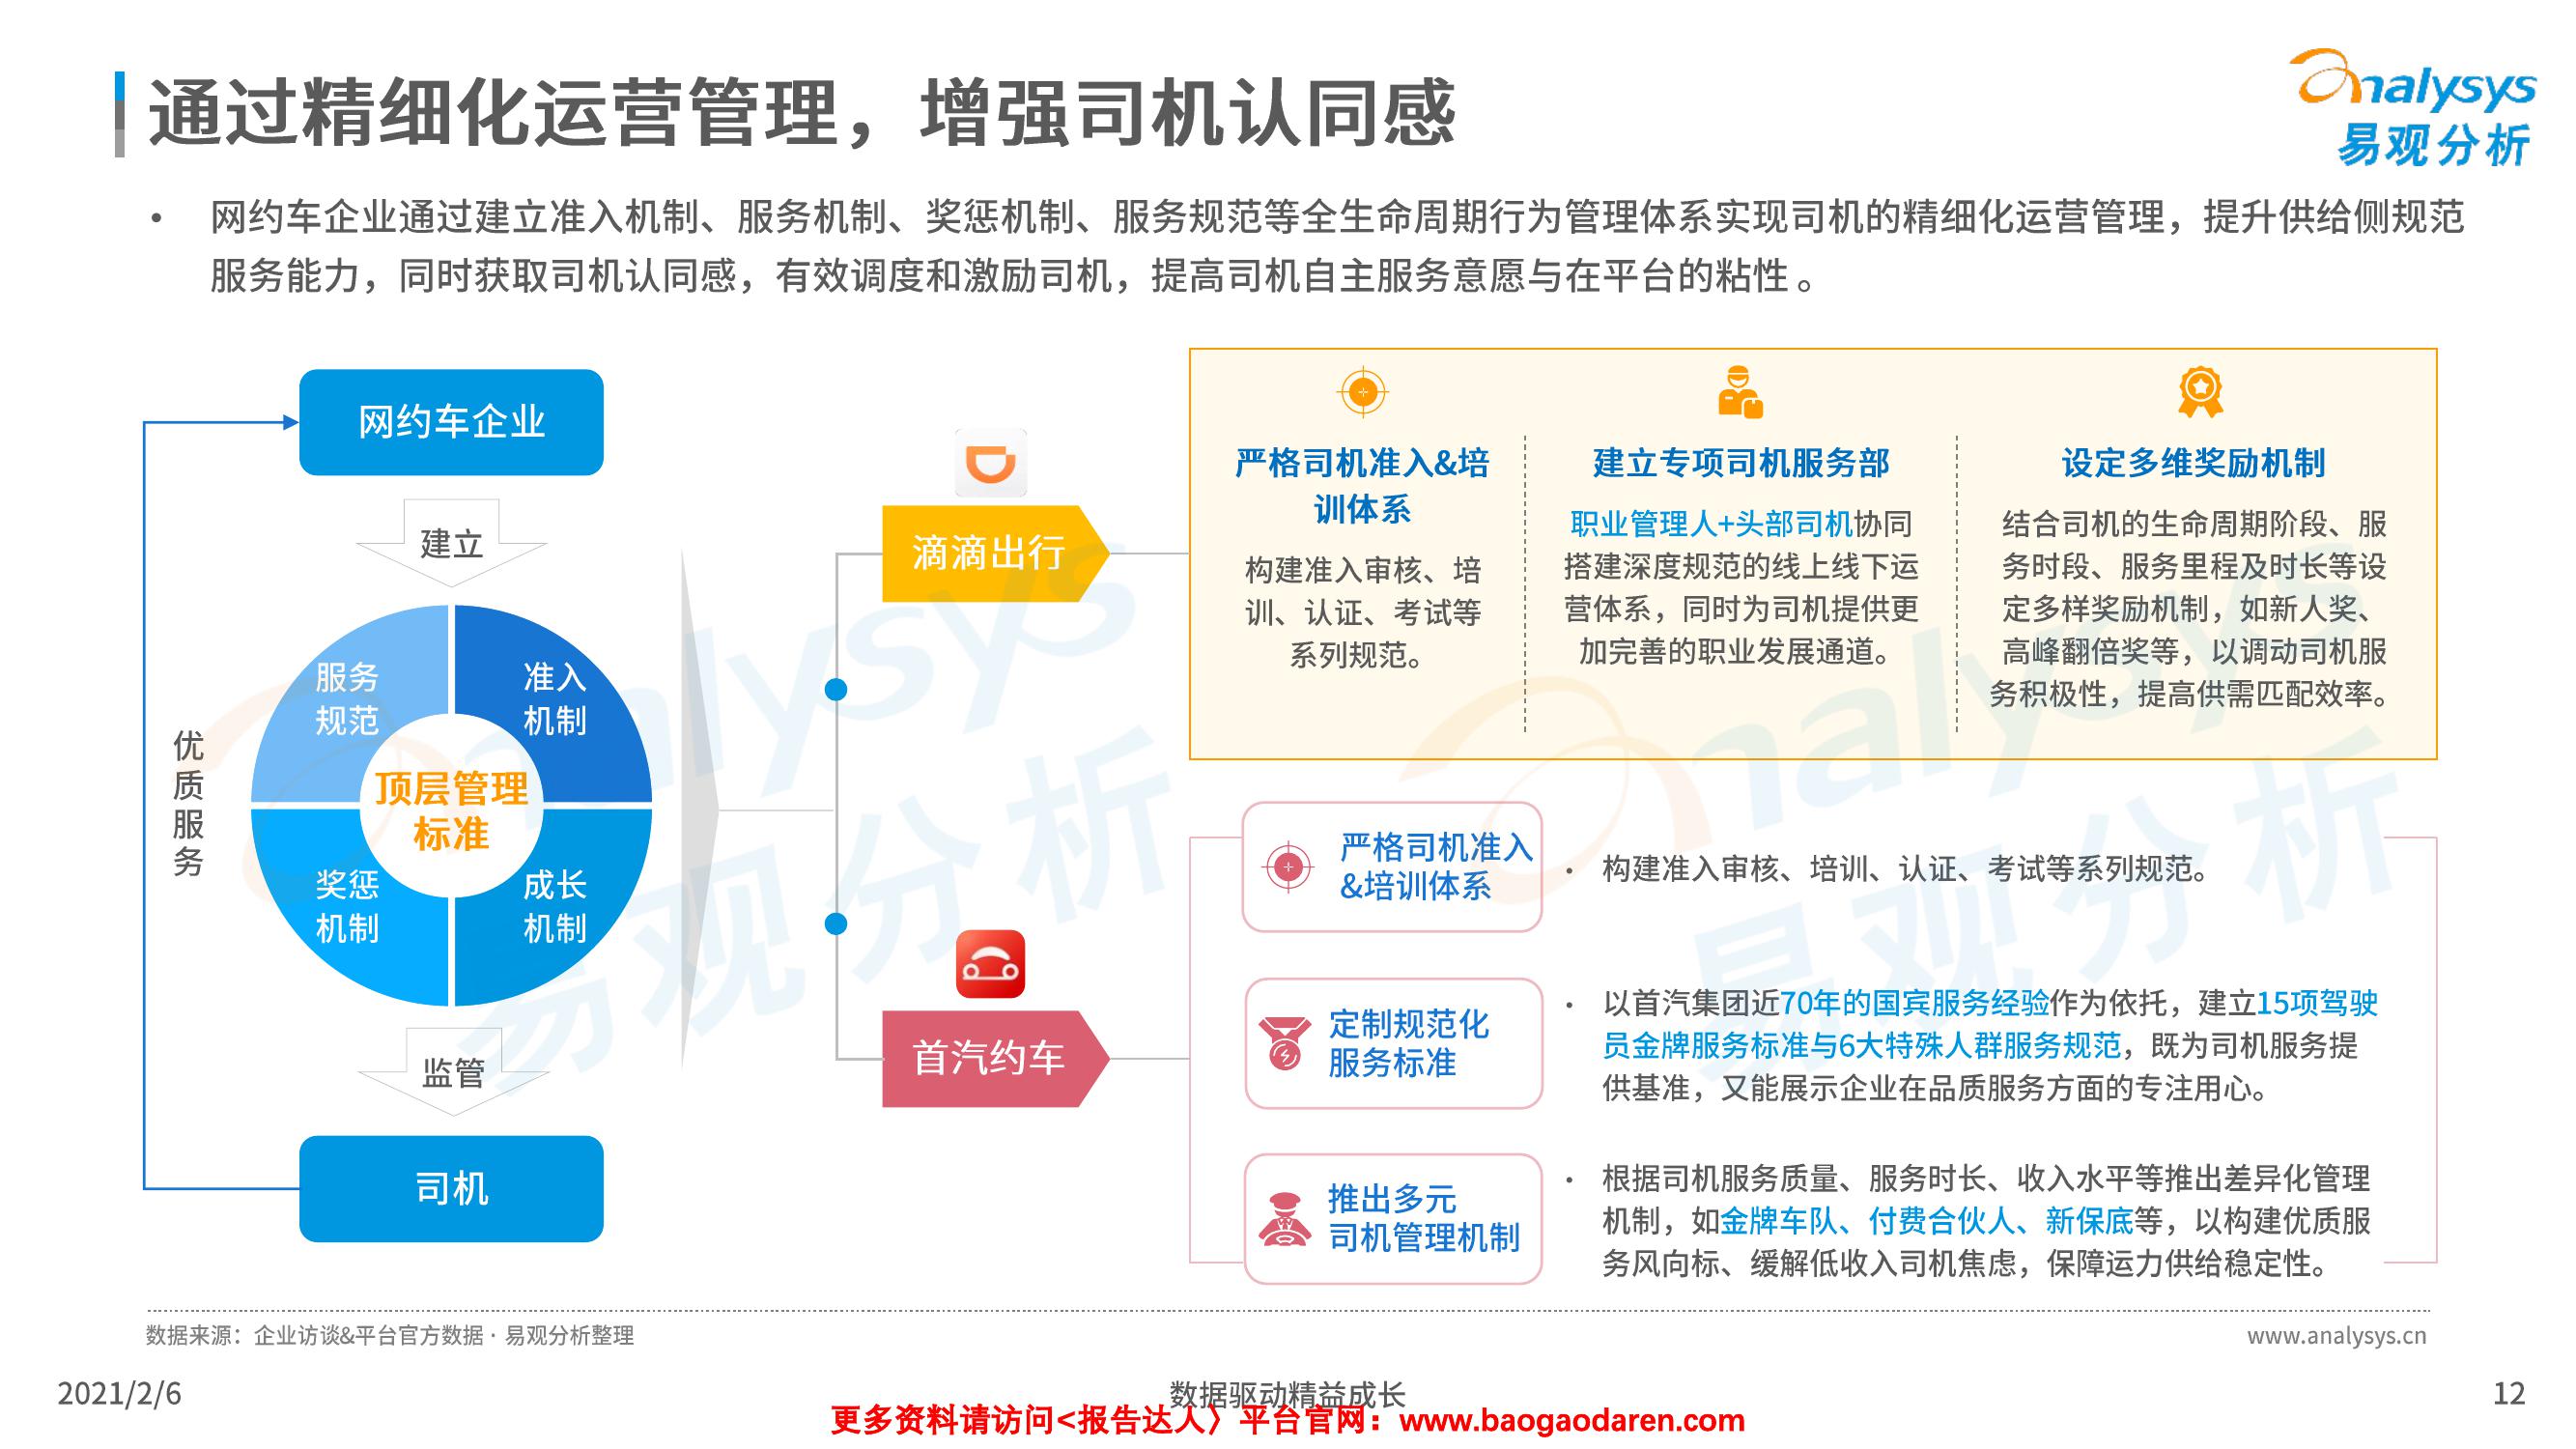 通过精细化运营管理，增强司机认同感
analysys
易观分析
• 网约车企业通过建立准入机制、服务机制、奖惩机制、服务规范等全生命周期行为管理体系实现司机的精细化运营管理，提升供给侧规范
服务能力，同时获取司机认同感，有效调度和激励司机，提高司机自主服务意愿与在平台的粘性 。
网约车企业
建立
服务
规范
准入
机制
顶层管理
标准
奖惩
机制
成长
机制
监管
司机
优
质
服
务
滴滴出行
严格司机准入&培
训体系
构建准入审核、培
训、认证、考试等
系列规范。
建立专项司机服务部
职业管理人+头部司机协同
搭建深度规范的线上线下运
营体系，同时为司机提供更
加完善的职业发展通道。
设定多维奖励机制
结合司机的生命周期阶段、服
务时段、服务里程及时长等设
定多样奖励机制，如新人奖、
高峰翻倍奖等，以调动司机服
务积极性，提高供需匹配效率。
首汽约车
严格司机准入
&培训体系
• 构建准入审核、培训、认证、考试等系列规范。
定制规范化
服务标准
• 以首汽集团近70年的国宾服务经验作为依托，建立15项驾驶
员金牌服务标准与6大特殊人群服务规范，既为司机服务提
供基准，又能展示企业在品质服务方面的专注用心。
推出多元
司机管理机制
• 根据司机服务质量、服务时长、收入水平等推出差异化管理
机制，如金牌车队、付费合伙人、新保底等，以构建优质服
务风向标、缓解低收入司机焦虑，保障运力供给稳定性。
analysys
易观分析
analysys
易观分析
数据来源：企业访谈&平台官方数据 · 易观分析整理
www.analysys.cn
2021/2/6
数据驱动精益成长
12
更多资料请访问<报告达人〉平台官网：www.baogaodaren.com